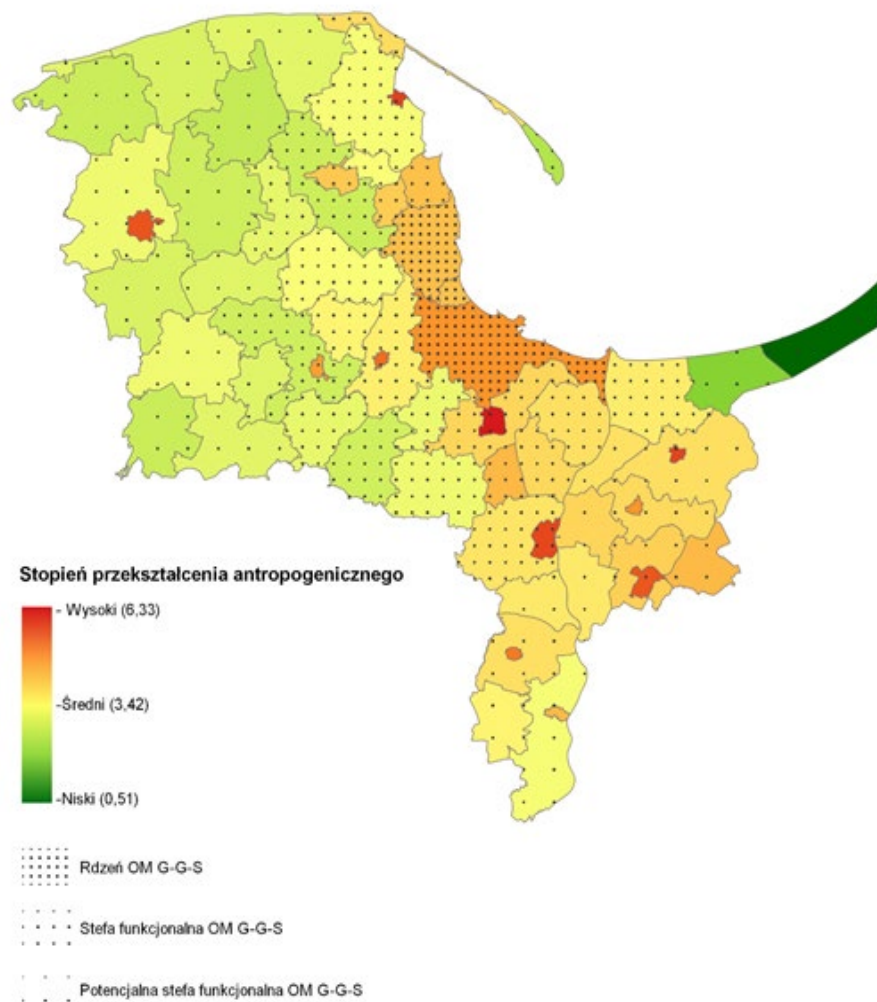 Stopień przekształcenia antropogenicznego
- Wysoki (6,33)
-Średni (3,42)
-Niski (0,51)
Rdzeń OM G-G-S
Stefa funkcjonalna OM G-G-S
Potencjalna stefa funkcjonalna OM G-G-S